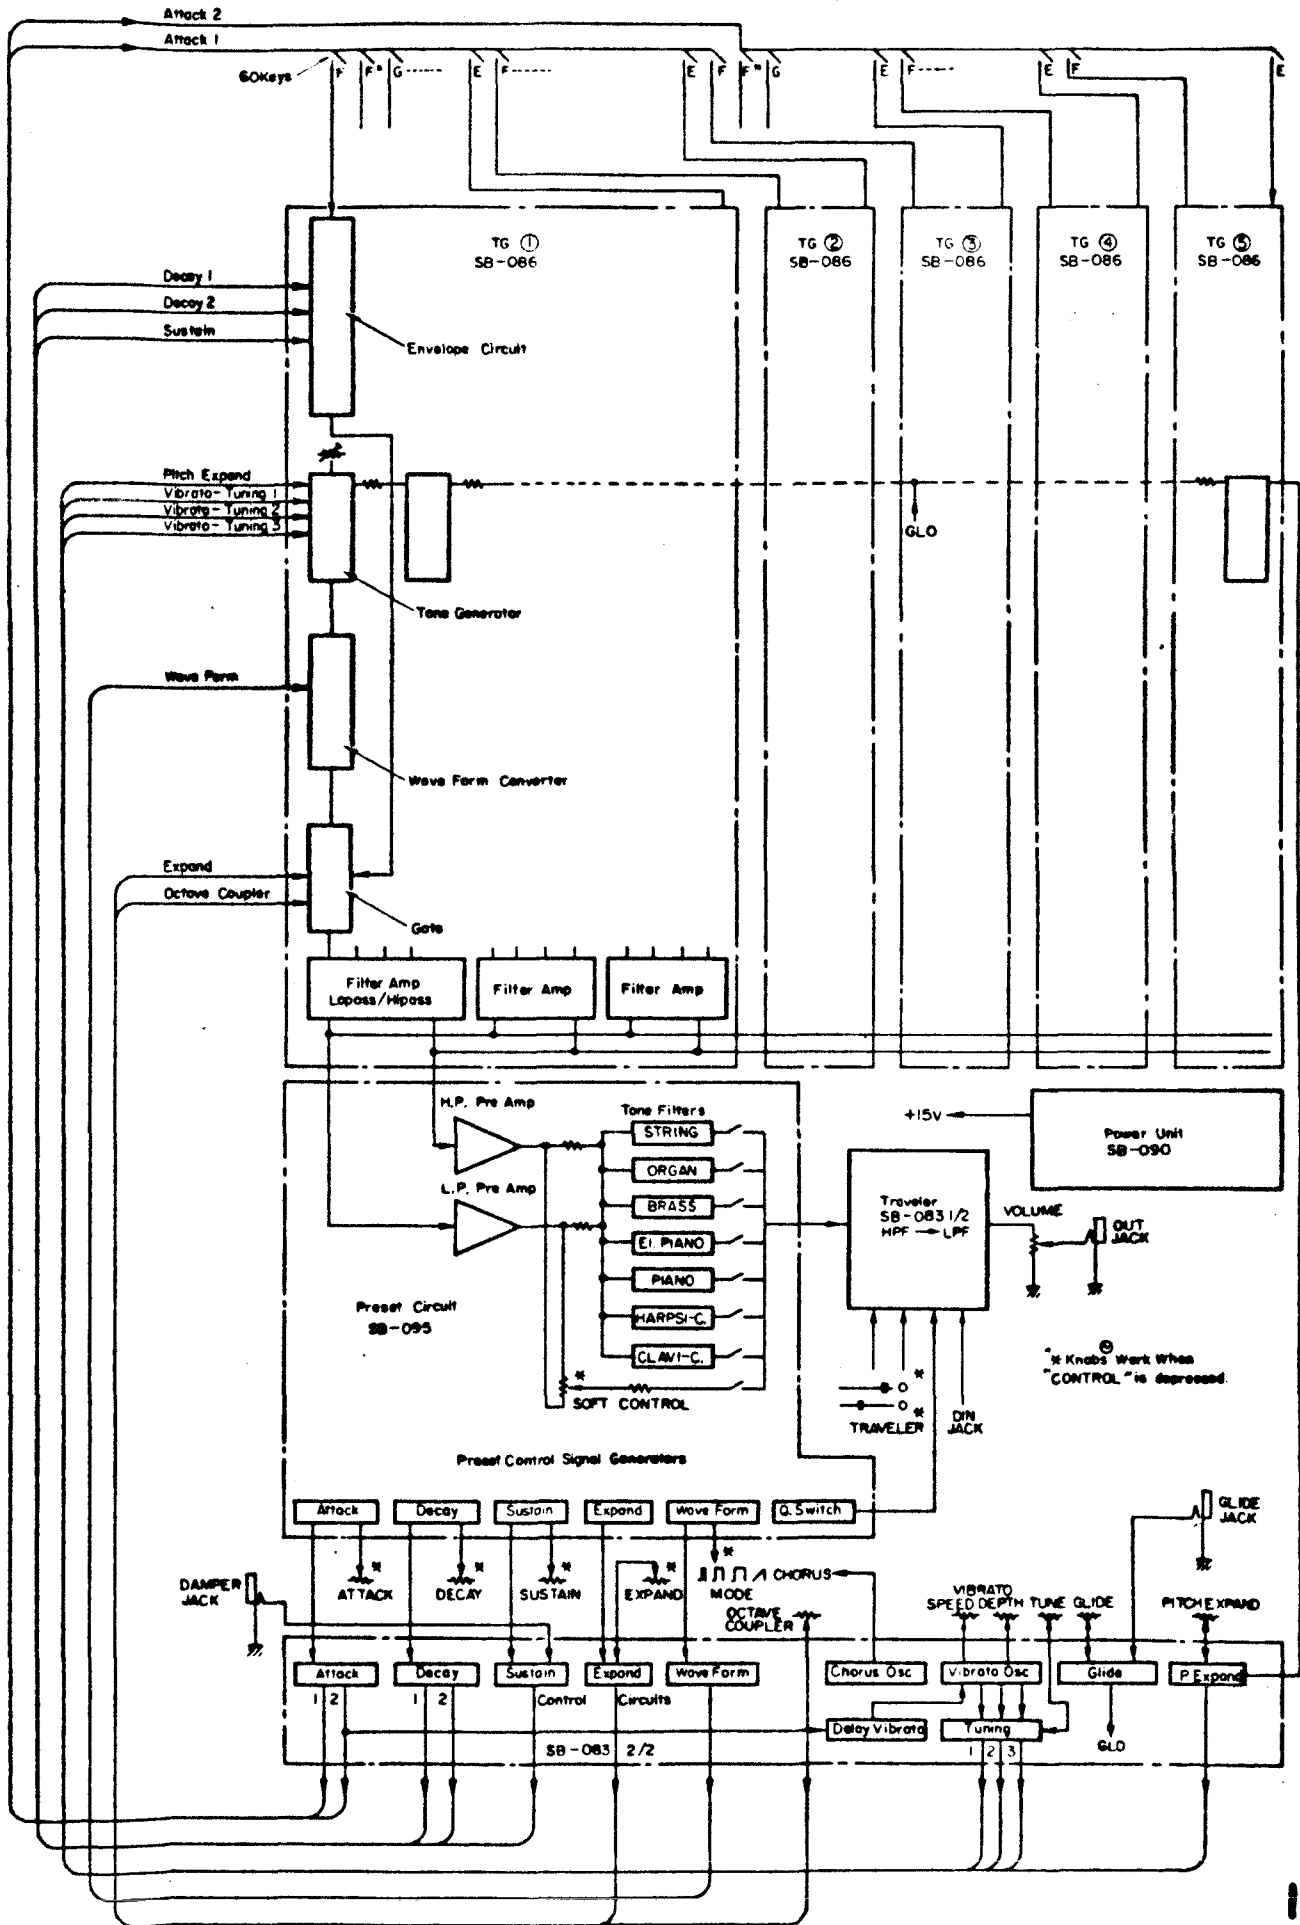 Attack 2
Attack 1
60Keys
F F# G ------ E F ------ E F F# G E F ------ E F E
TG ① SB-086
TG ② SB-086
TG ③ SB-086
TG ④ SB-086
TG ⑤ SB-086
Decay 1
Decay 2
Sustain
Envelope Circuit
Pitch Expand
Vibrato-Tuning 1
Vibrato-Tuning 2
Vibrato-Tuning 3
GLO
Tone Generator
Wave Form
Wave Form Converter
Expand
Octave Coupler
Gate
Filter Amp
Lopass/Hipass
Filter Amp
Filter Amp
H.P. Pre Amp
L.P. Pre Amp
Tone Filters
STRING
ORGAN
BRASS
El. PIANO
PIANO
HARPSI-C.
CLAVI-C.
* SOFT CONTROL
Preset Circuit
SB-095
+15V
Power Unit
SB-090
Traveler
SB-083 1/2
HPF → LPF
VOLUME
OUT JACK
* *
TRAVELER
DIN JACK
"* Knobs Work When
"CONTROL" is depressed.
Preset Control Signal Generators
Attack Decay Sustain Expand Wave Form Q. Switch
GLIDE JACK
DAMPER JACK
* ATTACK
* DECAY
* SUSTAIN
* EXPAND
* MODE
CHORUS
OCTAVE COUPLER
VIBRATO
SPEED DEPTH TUNE GLIDE
PITCH EXPAND
Attack Decay Sustain Expand Wave Form Chorus Osc Vibrato Osc Glide P. Expand
1 2 1 2 Control Circuits
Delay Vibrato Tuning
SB-083 2/2
1 2 3
GLD